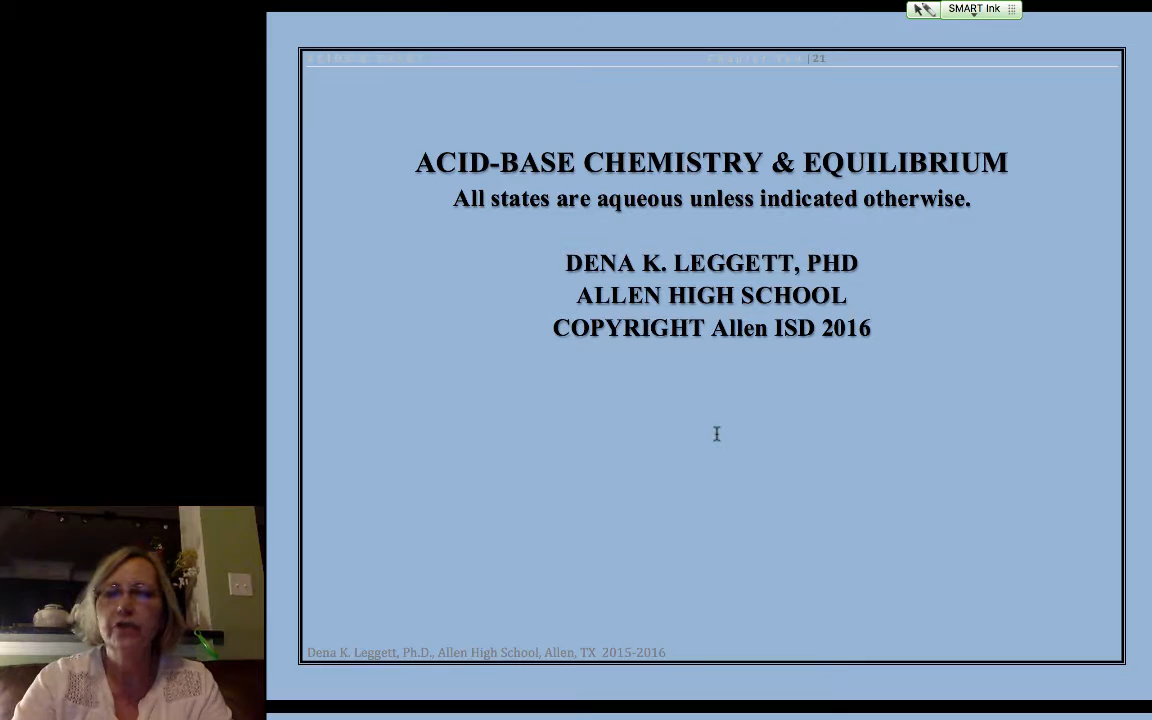 SMART Ink
| 21
ACID-BASE CHEMISTRY & EQUILIBRIUM
All states are aqueous unless indicated otherwise.
DENA K. LEGGETT, PHD
ALLEN HIGH SCHOOL
COPYRIGHT Allen ISD 2016
Dena K. Leggett, Ph.D., Allen High School, Allen, TX 2015-2016